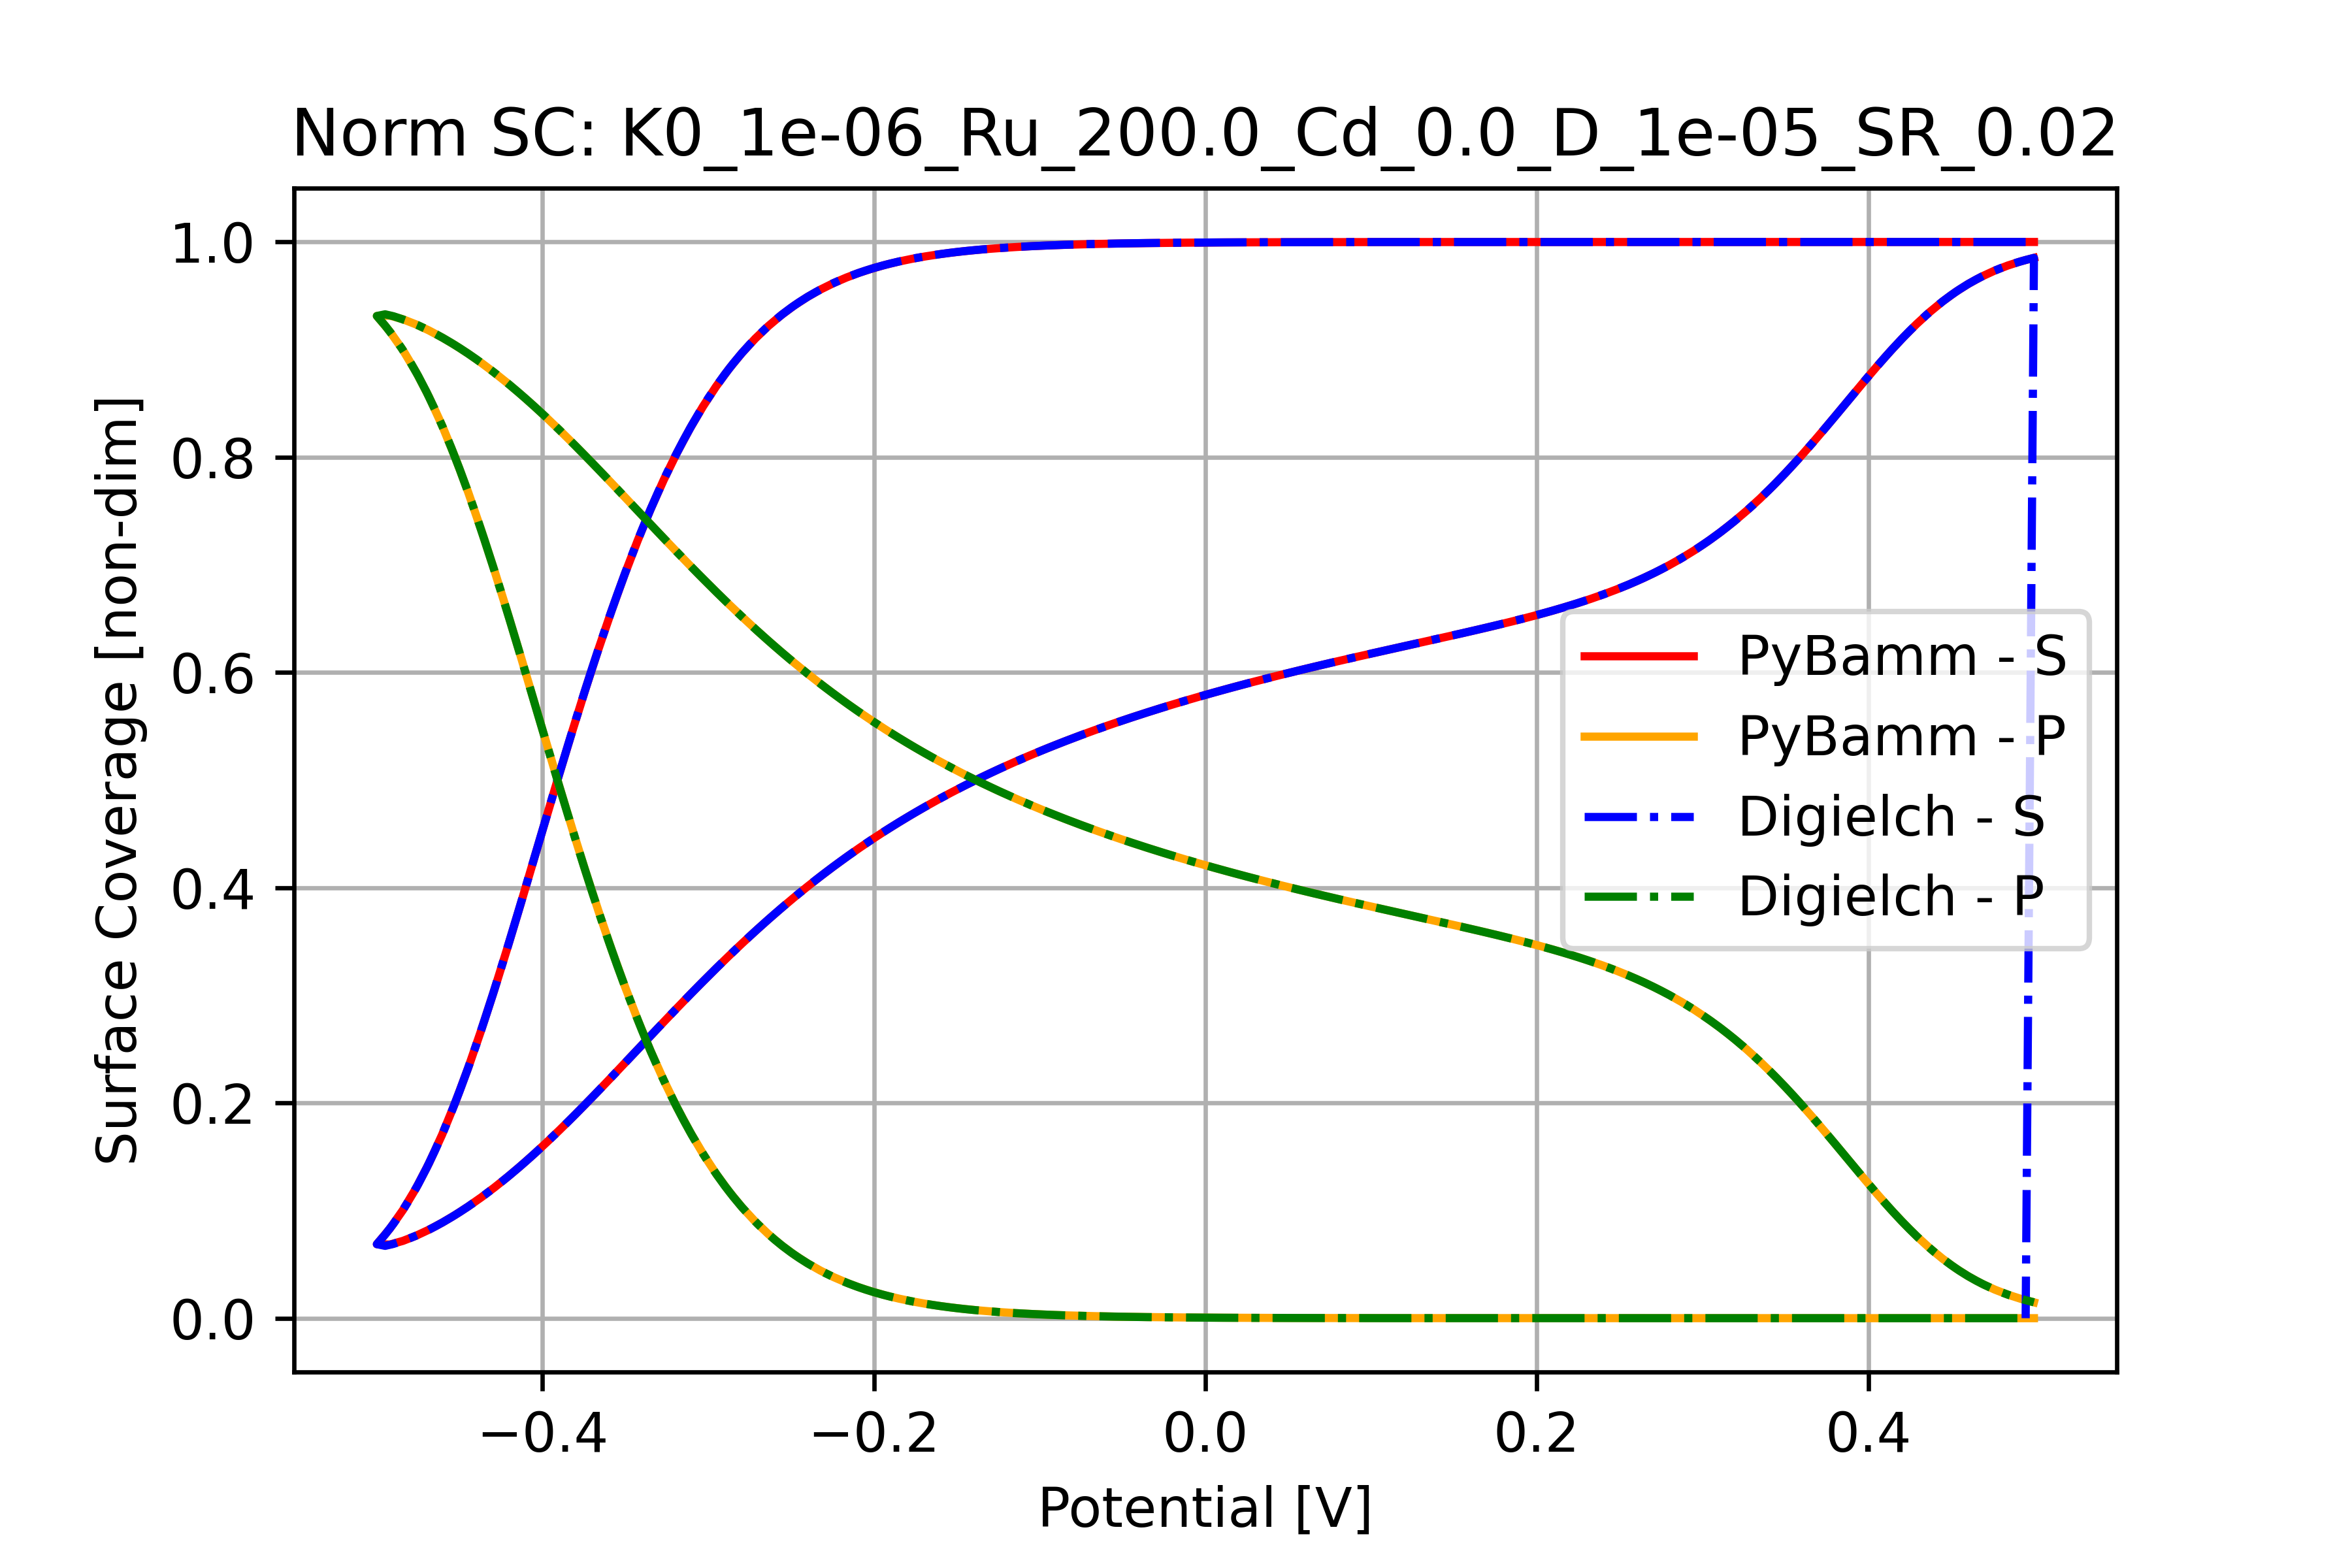 Norm SC: K0_1e-06_Ru_200.0_Cd_0.0_D_1e-05_SR_0.02
Surface Coverage [non-dim]
1.0
0.8
0.6
0.4
0.2
0.0
PyBamm - S
PyBamm - P
Digielch - S
Digielch - P
−0.4 −0.2 0.0 0.2 0.4
Potential [V]